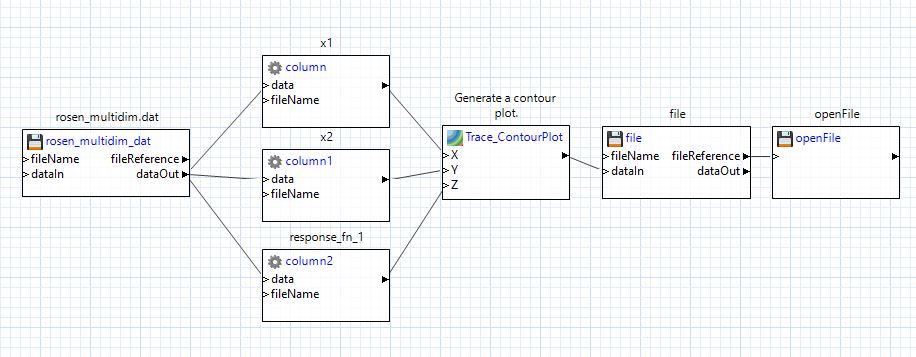 rosen_multidim.dat
rosen_multidim_dat
fileName fileReference
dataIn dataOut
x1
column
data
fileName
x2
column1
data
fileName
response_fn_1
column2
data
fileName
Generate a contour
plot.
Trace_ContourPlot
X
Y
Z
file
file
fileName fileReference
dataIn dataOut
openFile
openFile